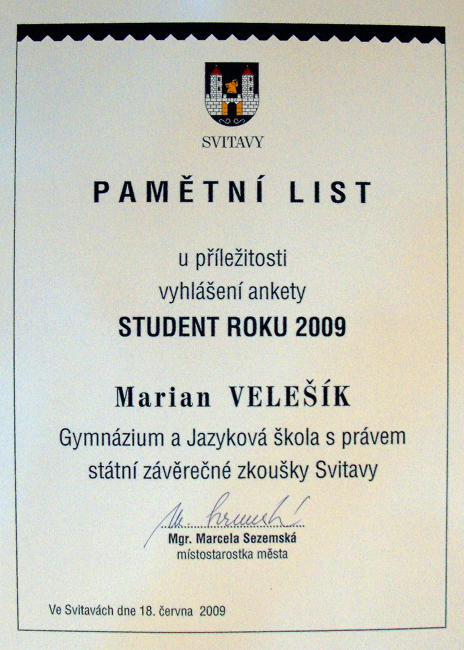 SVITAVY
PAMĚTNÍ LIST
u příležitosti
vyhlášení ankety
STUDENT ROKU 2009
Marian VELEŠÍK
Gymnázium a Jazyková škola s právem
státní závěrečné zkoušky Svitavy
Mgr. Marcela Sezemská
místostarostka města
Ve Svitavách dne 18. června 2009